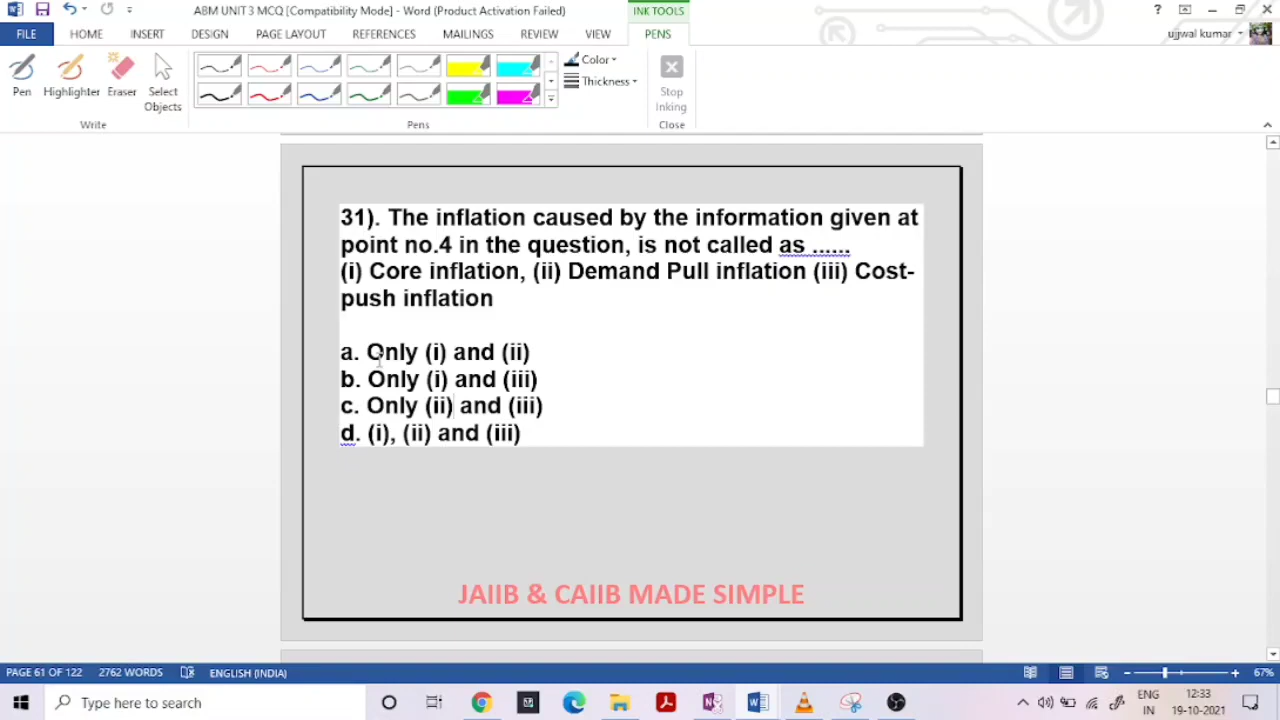 ABM UNIT 3 MCQ [Compatibility Mode] - Word (Product Activation Failed)
INK TOOLS
?
FILE
HOME
INSERT
DESIGN
PAGE LAYOUT
REFERENCES
MAILINGS
REVIEW
VIEW
PENS
ujjwal kumar
Pen
Highlighter
Eraser
Select
Objects
Color
Thickness
Stop
Inking
Write
Pens
Close
31). The inflation caused by the information given at
point no.4 in the question, is not called as ......
(i) Core inflation, (ii) Demand Pull inflation (iii) Cost-
push inflation
a. Only (i) and (ii)
b. Only (i) and (iii)
c. Only (ii) and (iii)
d. (i), (ii) and (iii)
JAIIB & CAIIB MADE SIMPLE
PAGE 61 OF 122
2762 WORDS
ENGLISH (INDIA)
67%
Type here to search
ENG
IN
12:33
19-10-2021